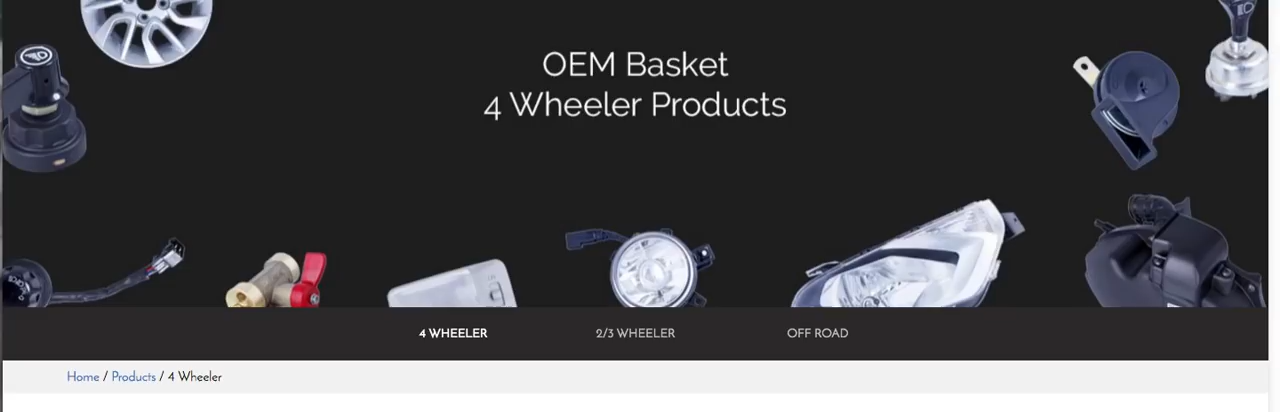 OEM Basket
4 Wheeler Products
4 WHEELER 2/3 WHEELER OFF ROAD
Home / Products / 4 Wheeler